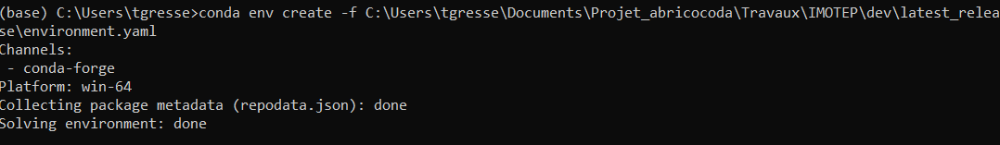 (base) C:\Users\tgresse>conda env create -f C:\Users\tgresse\Documents\Projet_abricocoda\Travaux\IMOTEP\dev\latest_relea
se\environment.yaml
Channels:
 - conda-forge
Platform: win-64
Collecting package metadata (repodata.json): done
Solving environment: done